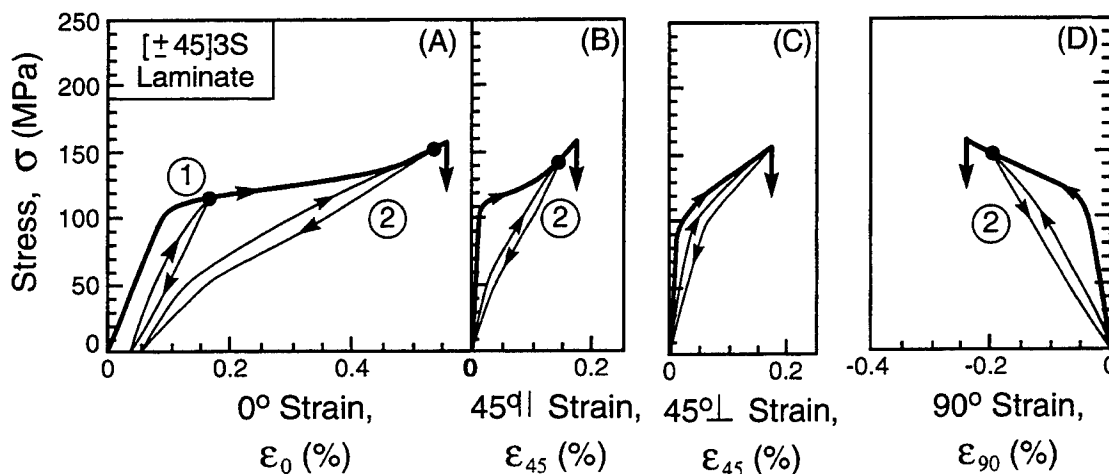 250
200
150
100
50
0
Stress, σ (MPa)
[±45]3S
Laminate
(A)
(B)
(C)
(D)
1
2
2
2
0.2
0.4
0
0.2
0
0.2
-0.4
-0.2
0
0
0° Strain,
45°|| Strain,
45°⊥ Strain,
90° Strain,
ε0 (%)
ε45 (%)
ε45 (%)
ε90 (%)